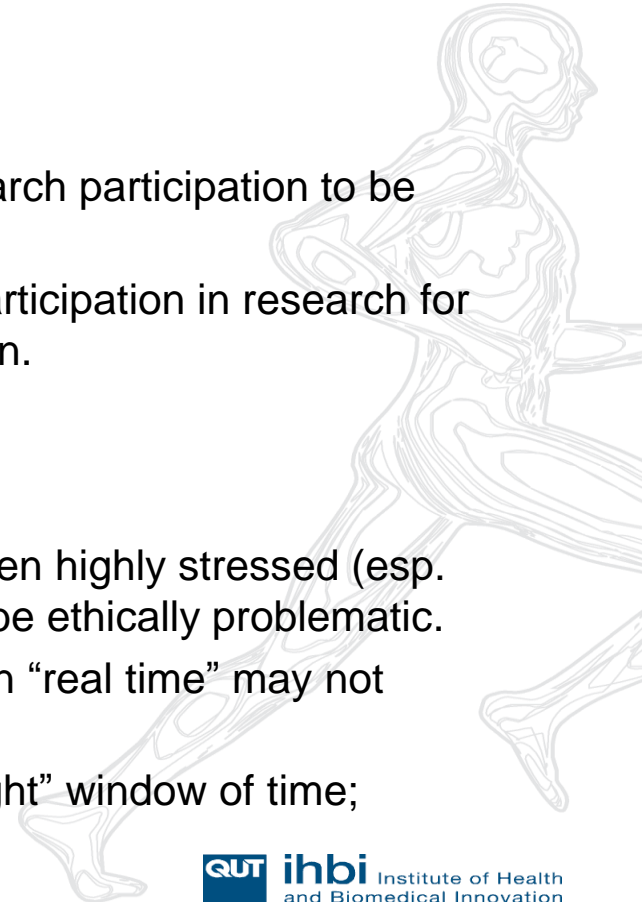 arch participation to be
articipation in research for
n.
en highly stressed (esp.
be ethically problematic.
n “real time” may not
ght” window of time;
QUT ihbi Institute of Health
and Biomedical Innovation